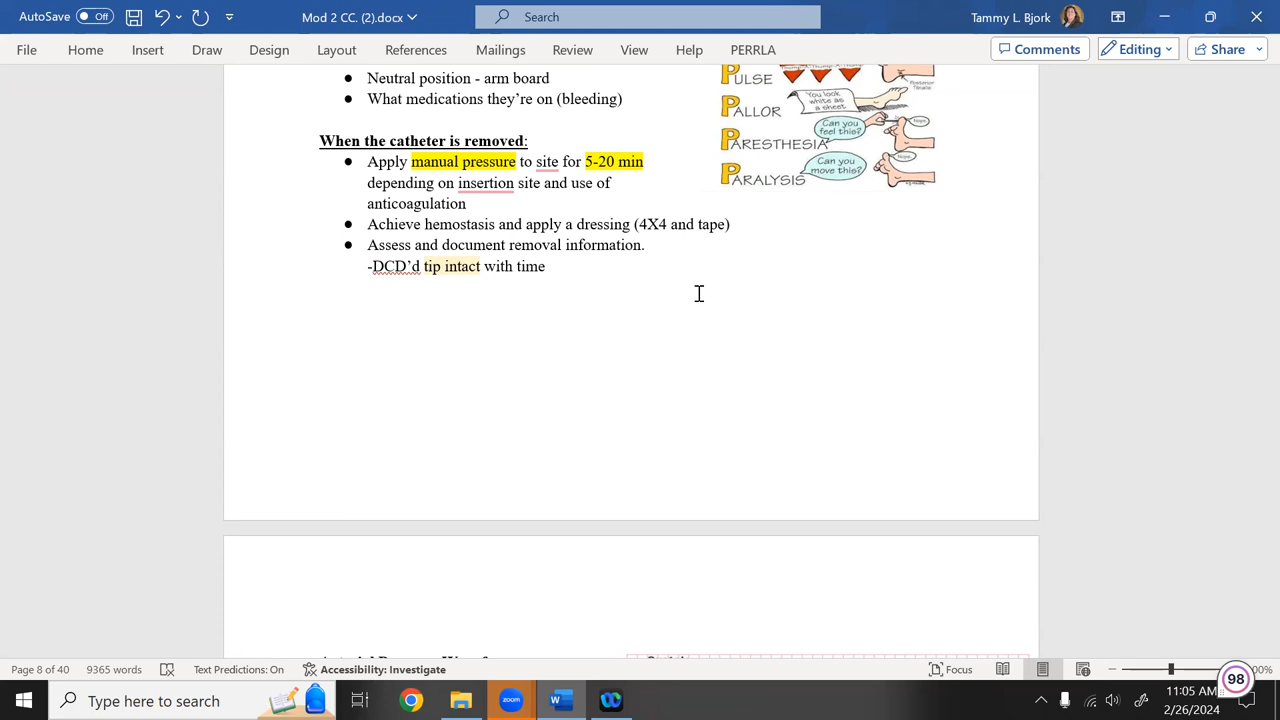 AutoSave Off Mod 2 CC. (2).docx Search Tammy L. Bjork
File Home Insert Draw Design Layout References Mailings Review View Help PERRLA Comments Editing Share
● Neutral position - arm board
● What medications they're on (bleeding)
When the catheter is removed:
● Apply manual pressure to site for 5-20 min
depending on insertion site and use of
anticoagulation
● Achieve hemostasis and apply a dressing (4X4 and tape)
● Assess and document removal information.
-DCD'd tip intact with time
PULSE
Posterior
Tibiale
PALLOR
You look
white as
a sheet
PARESTHESIA
Can you
feel this?
Nope
PARALYSIS
Can you
move this?
Nope
Page 8 of 40 9365 words Text Predictions: On Accessibility: Investigate Focus 00%
98
Type here to search zoom 11:05 AM
2/26/2024